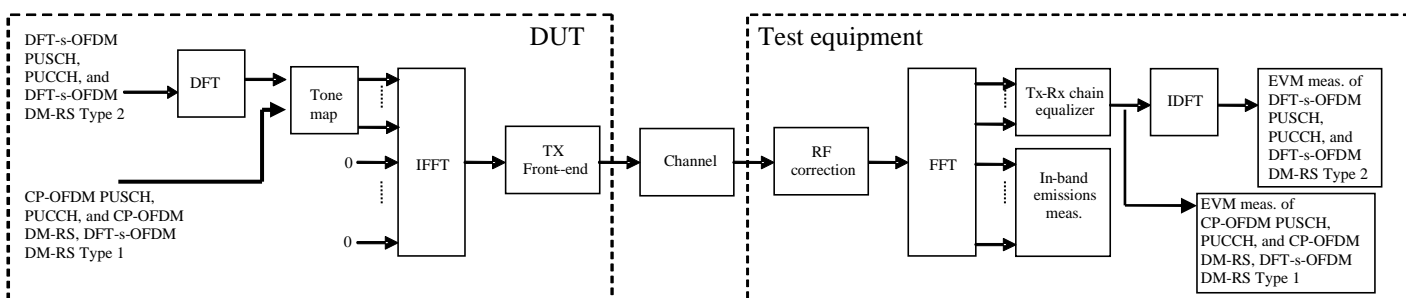 DUT
Test equipment
DFT-s-OFDM
PUSCH,
PUCCH, and
DFT-s-OFDM
DM-RS Type 2
DFT
Tone
map
CP-OFDM PUSCH,
PUCCH, and CP-OFDM
DM-RS, DFT-s-OFDM
DM-RS Type 1
0
0
IFFT
TX
Front--end
Channel
RF
correction
FFT
Tx-Rx chain
equalizer
In-band
emissions
meas.
IDFT
EVM meas. of
DFT-s-OFDM
PUSCH,
PUCCH, and
DFT-s-OFDM
DM-RS Type 2
EVM meas. of
CP-OFDM PUSCH,
PUCCH, and CP-OFDM
DM-RS, DFT-s-OFDM
DM-RS Type 1